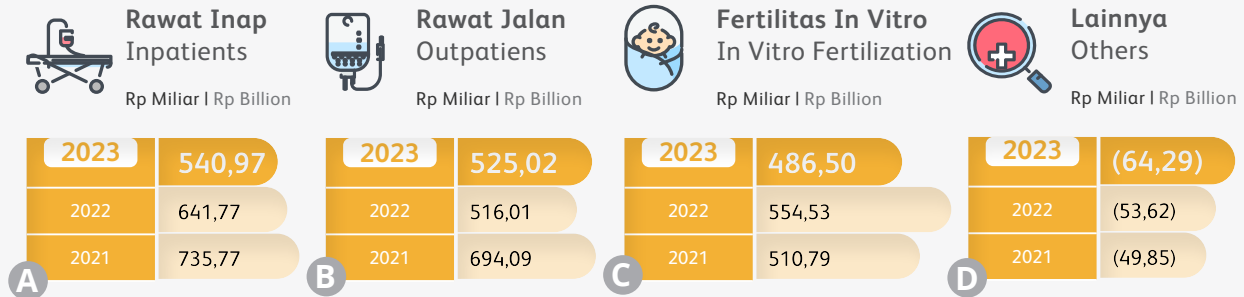 Rawat Inap
Inpatients
Rp Miliar | Rp Billion
2023 540,97
2022 641,77
2021 735,77
A
Rawat Jalan
Outpatiens
Rp Miliar | Rp Billion
2023 525,02
2022 516,01
2021 694,09
B
Fertilitas In Vitro
In Vitro Fertilization
Rp Miliar | Rp Billion
2023 486,50
2022 554,53
2021 510,79
C
Lainnya
Others
Rp Miliar | Rp Billion
2023 (64,29)
2022 (53,62)
2021 (49,85)
D